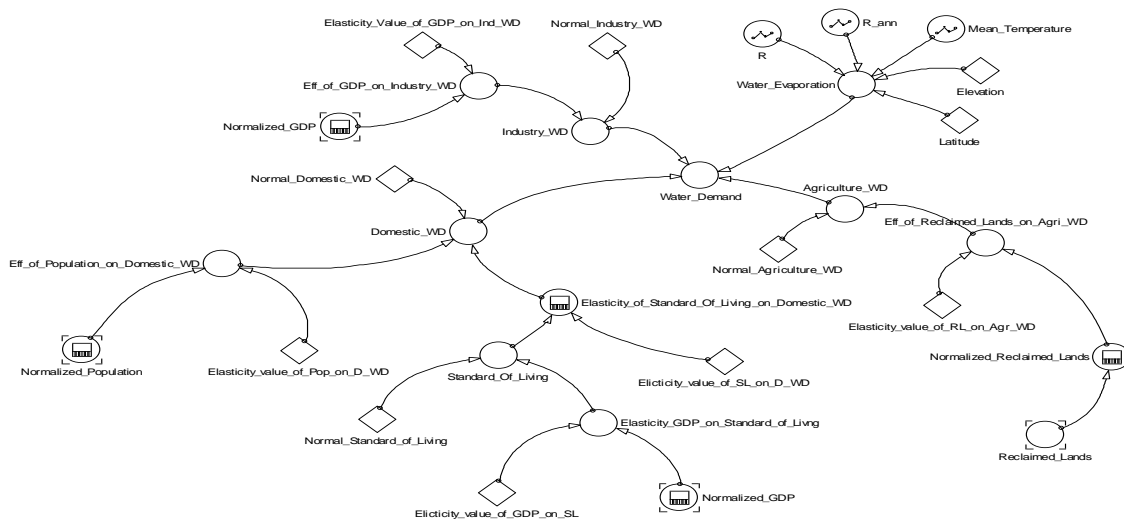 Elasticity_Value_of_GDP_on_Ind_WD
Normal_Industry_WD
R_ann
Mean_Temperature
R
Eff_of_GDP_on_Industry_WD
Water_Evaporation
Elevation
Normalized_GDP
Industry_WD
Latitude
Normal_Domestic_WD
Water_Demand
Agriculture_WD
Eff_of_Reclaimed_Lands_on_Agri_WD
Domestic_WD
Eff_of_Population_on_Domestic_WD
Normal_Agriculture_WD
Elasticity_of_Standard_Of_Living_on_Domestic_WD
Elasticity_value_of_RL_on_Agr_WD
Normalized_Reclaimed_Lands
Normalized_Population
Elasticity_value_of_Pop_on_D_WD
Standard_Of_Living
Elicticity_value_of_SL_on_D_WD
Elasticity_GDP_on_Standard_of_Livng
Normal_Standard_of_Living
Reclaimed_Lands
Normalized_GDP
Elicticity_value_of_GDP_on_SL